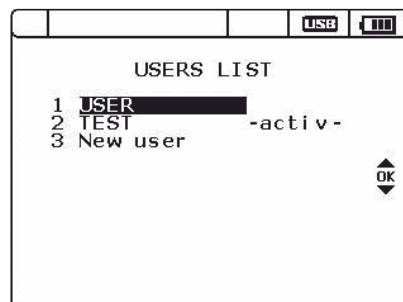 USB
USERS LIST
1 USER
2 TEST -activ-
3 New user
OK